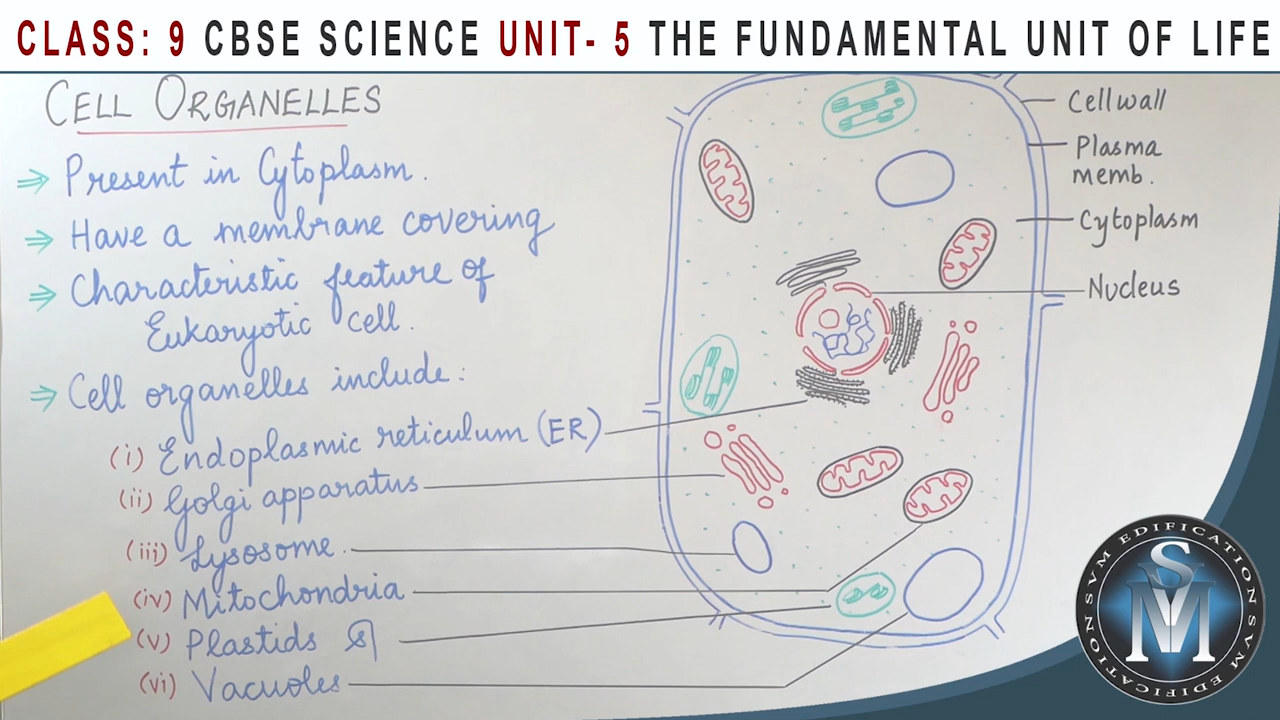 CLASS: 9 CBSE SCIENCE UNIT- 5 THE FUNDAMENTAL UNIT OF LIFE
CELL ORGANELLES
⇒ Present in Cytoplasm.
⇒ Have a membrane covering
⇒ Characteristic feature of
Eukaryotic cell.
⇒ Cell organelles include:
(i) Endoplasmic reticulum (ER)
(ii) Golgi apparatus
(iii) Lysosome
(iv) Mitochondria
(v) Plastids
(vi) Vacuoles
Cell wall
Plasma
memb.
Cytoplasm
Nucleus
SVM EDIFICATION SVM EDIFICATION
SVM